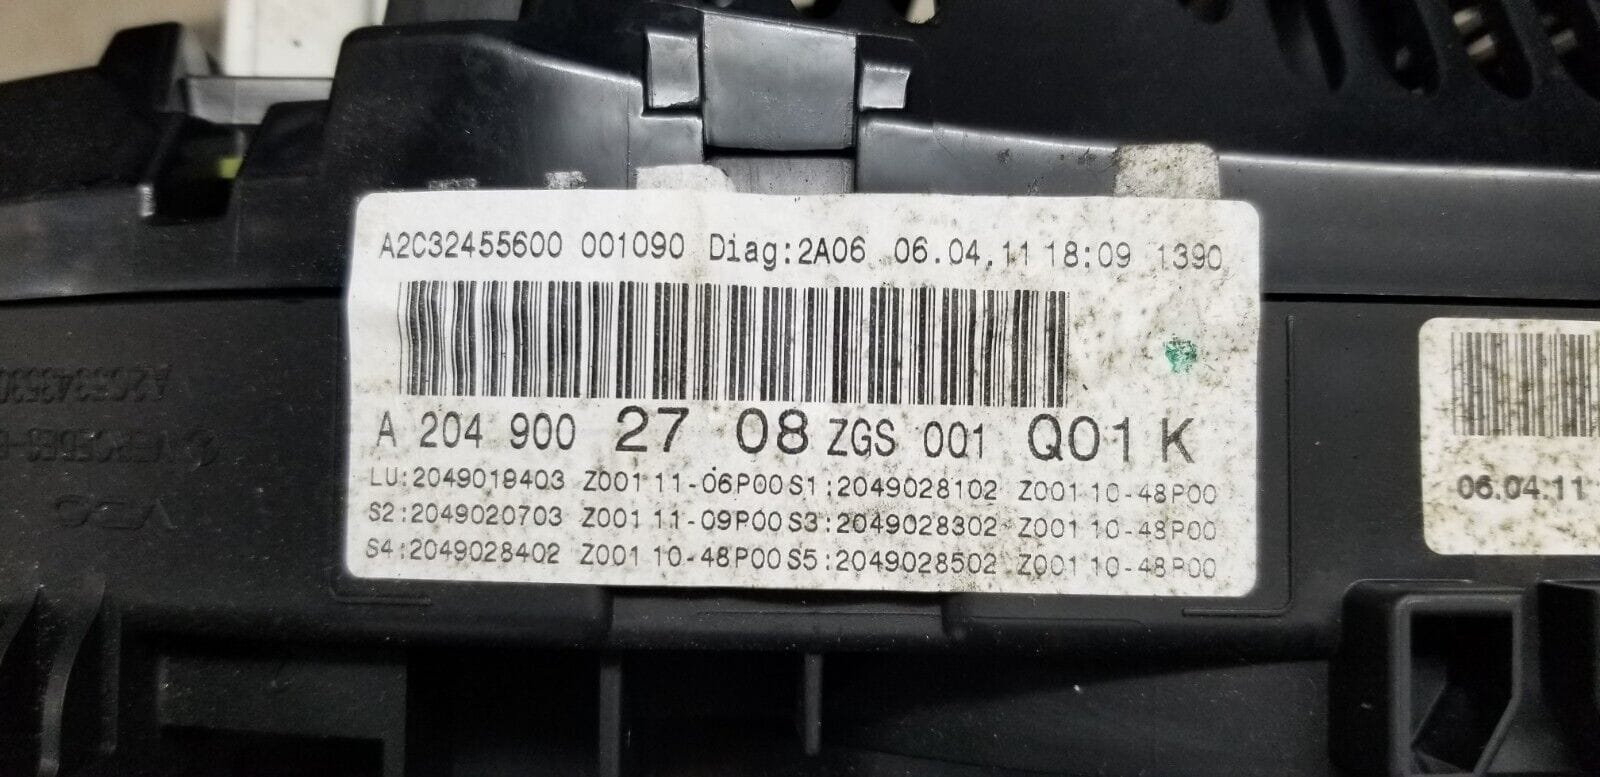 A2C32455600 001090 Diag:2A06 06.04.11 18:09 1390
A 204 900 27 08 ZGS 001 Q01 K
LU:2049019403 Z001 11-06P00 S1:2049028102 Z001 10-48P00
S2:2049020703 Z001 11-09P00 S3:2049028302 Z001 10-48P00
S4:2049028402 Z001 10-48P00 S5:2049028502 Z001 10-48P00
06.04.11